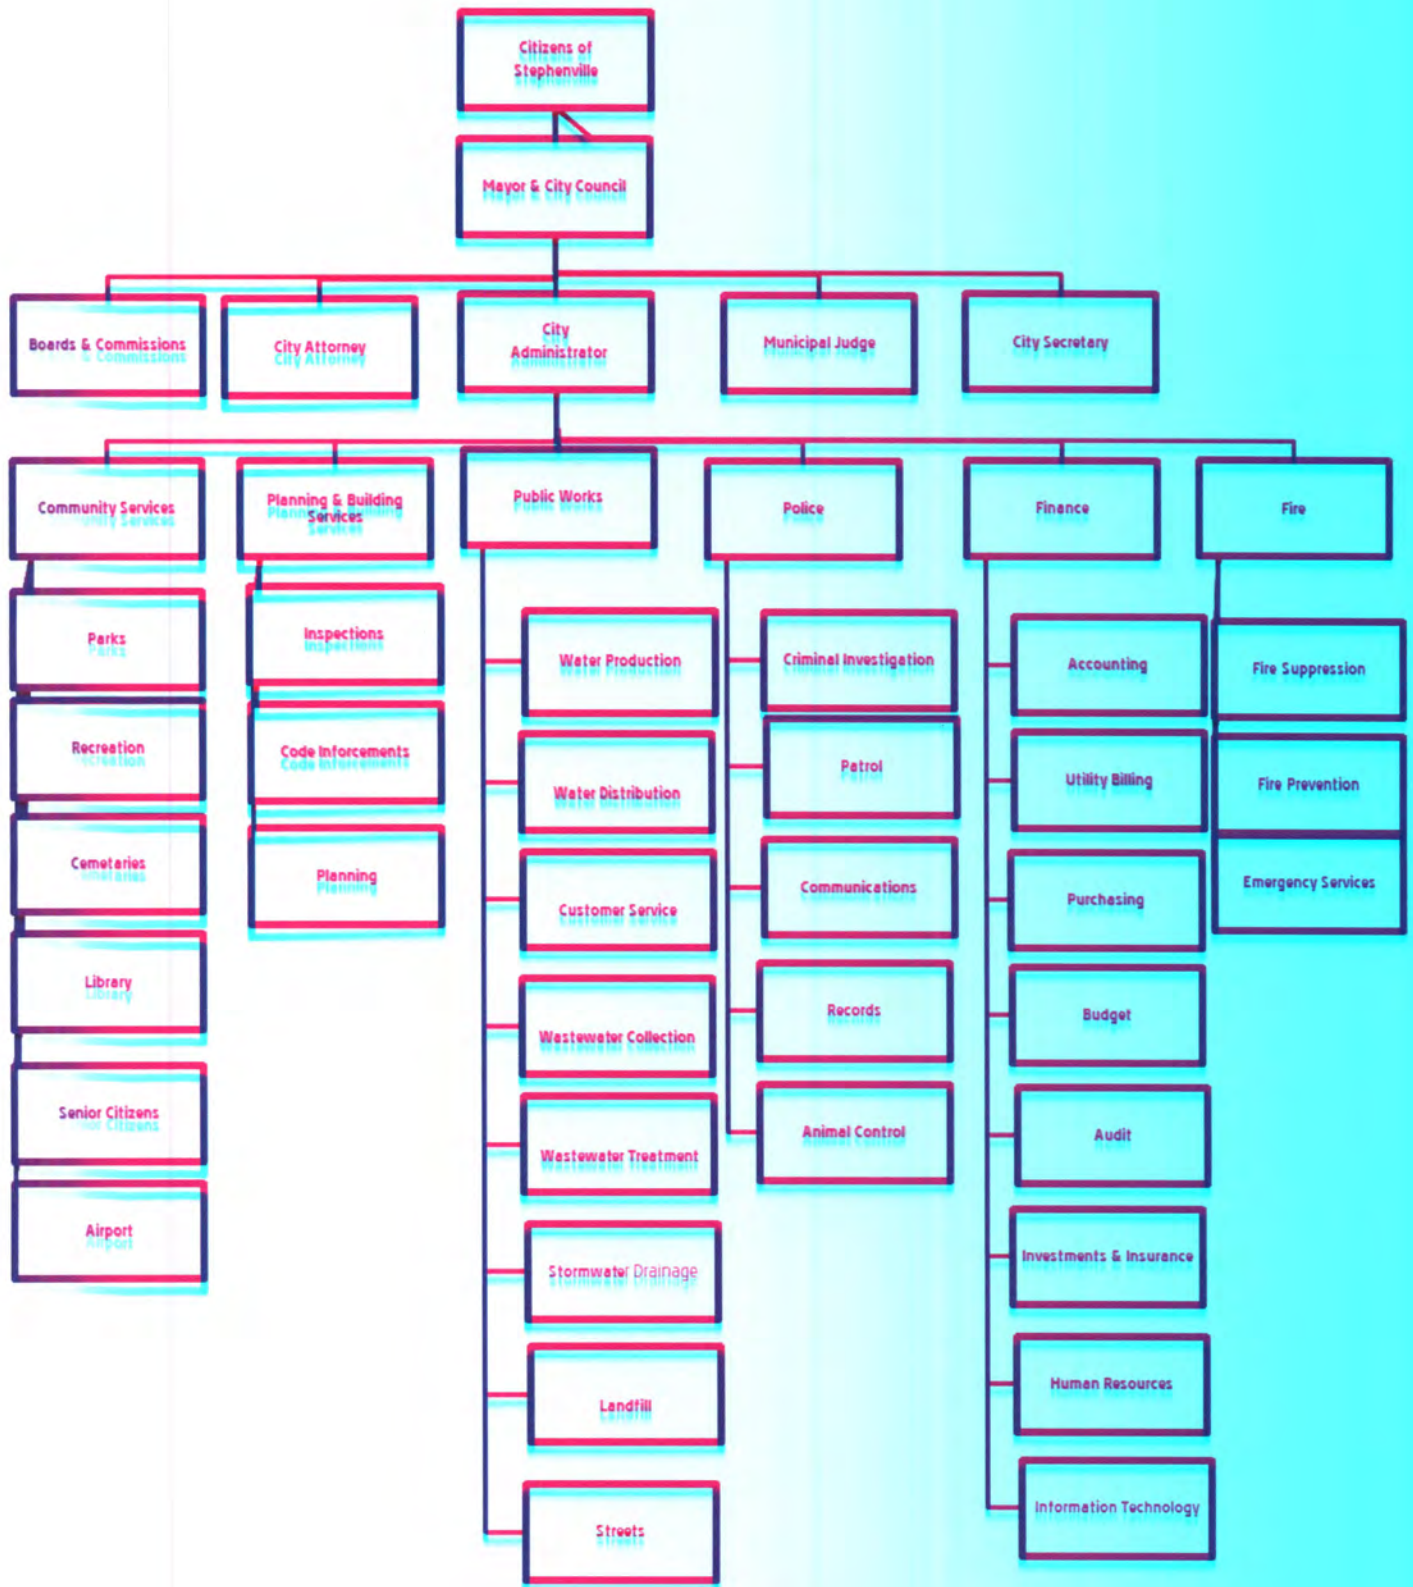 Citizens of
Stephenville
Mayor & City Council
Boards & Commissions
City Attorney
City
Administrator
Municipal Judge
City Secretary
Community Services
Planning & Building
Services
Public Works
Police
Finance
Fire
Parks
Recreation
Cemetaries
Library
Senior Citizens
Airport
Inspections
Code Inforcements
Planning
Water Production
Water Distribution
Customer Service
Wastewater Collection
Wastewater Treatment
Stormwater Drainage
Landfill
Streets
Criminal Investigation
Patrol
Communications
Records
Animal Control
Accounting
Utility Billing
Purchasing
Budget
Audit
Investments & Insurance
Human Resources
Information Technology
Fire Suppression
Fire Prevention
Emergency Services